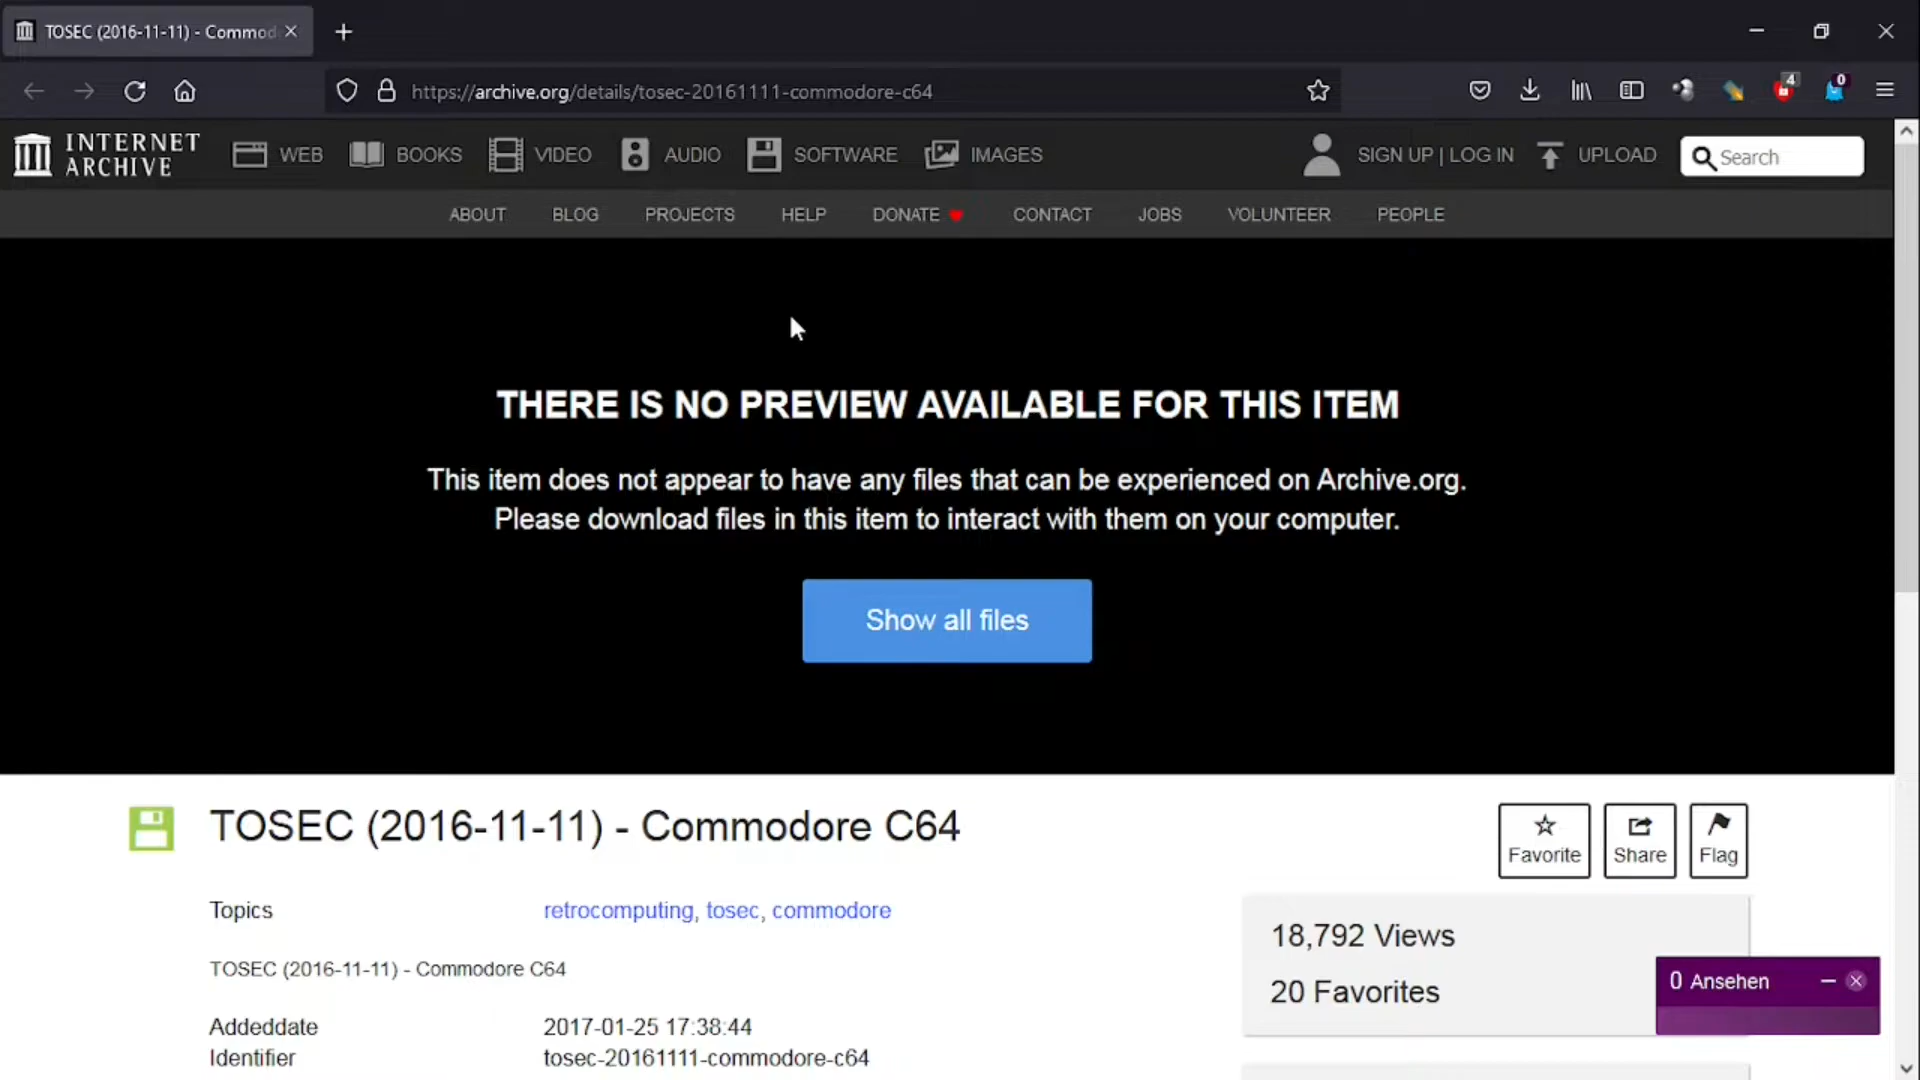 TOSEC (2016-11-11) - Commod
https://archive.org/details/tosec-20161111-commodore-c64
4
0
INTERNET ARCHIVE
WEB
BOOKS
VIDEO
AUDIO
SOFTWARE
IMAGES
SIGN UP | LOG IN
UPLOAD
Search
ABOUT
BLOG
PROJECTS
HELP
DONATE
CONTACT
JOBS
VOLUNTEER
PEOPLE
THERE IS NO PREVIEW AVAILABLE FOR THIS ITEM
This item does not appear to have any files that can be experienced on Archive.org.
Please download files in this item to interact with them on your computer.
Show all files
TOSEC (2016-11-11) - Commodore C64
Favorite
Share
Flag
Topics
retrocomputing, tosec, commodore
18,792 Views
TOSEC (2016-11-11) - Commodore C64
0 Ansehen
20 Favorites
Addeddate
2017-01-25 17:38:44
Identifier
tosec-20161111-commodore-c64